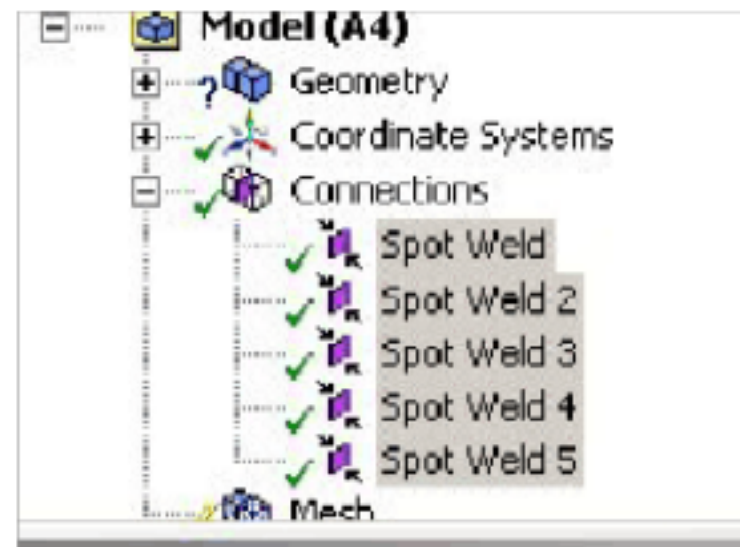 Model (A4)
Geometry
Coordinate Systems
Connections
Spot Weld
Spot Weld 2
Spot Weld 3
Spot Weld 4
Spot Weld 5
Mech